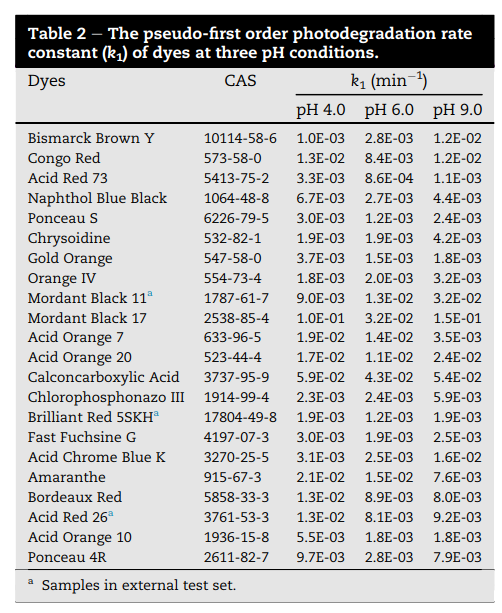 Table 2 – The pseudo-first order photodegradation rate
constant (k1) of dyes at three pH conditions.
Dyes CAS k1 (min−1)
pH 4.0 pH 6.0 pH 9.0
Bismarck Brown Y 10114-58-6 1.0E-03 2.8E-03 1.2E-02
Congo Red 573-58-0 1.3E-02 8.4E-03 1.2E-02
Acid Red 73 5413-75-2 3.3E-03 8.6E-04 1.1E-03
Naphthol Blue Black 1064-48-8 6.7E-03 2.7E-03 4.4E-03
Ponceau S 6226-79-5 3.0E-03 1.2E-03 2.4E-03
Chrysoidine 532-82-1 1.9E-03 1.9E-03 4.2E-03
Gold Orange 547-58-0 3.7E-03 1.5E-03 1.8E-03
Orange IV 554-73-4 1.8E-03 2.0E-03 3.2E-03
Mordant Black 11a 1787-61-7 9.0E-03 1.3E-02 3.2E-02
Mordant Black 17 2538-85-4 1.0E-01 3.2E-02 1.5E-01
Acid Orange 7 633-96-5 1.9E-02 1.4E-02 3.5E-03
Acid Orange 20 523-44-4 1.7E-02 1.1E-02 2.4E-02
Calconcarboxylic Acid 3737-95-9 5.9E-02 4.3E-02 5.4E-02
Chlorophosphonazo III 1914-99-4 2.3E-03 2.4E-03 5.9E-03
Brilliant Red 5SKHa 17804-49-8 1.9E-03 1.2E-03 1.9E-03
Fast Fuchsine G 4197-07-3 3.0E-03 1.9E-03 2.5E-03
Acid Chrome Blue K 3270-25-5 3.1E-03 2.5E-03 1.6E-02
Amaranthe 915-67-3 2.1E-02 1.5E-02 7.6E-03
Bordeaux Red 5858-33-3 1.3E-02 8.9E-03 8.0E-03
Acid Red 26a 3761-53-3 1.3E-02 8.1E-03 9.2E-03
Acid Orange 10 1936-15-8 5.5E-03 1.8E-03 1.8E-03
Ponceau 4R 2611-82-7 9.7E-03 2.8E-03 7.9E-03
a Samples in external test set.